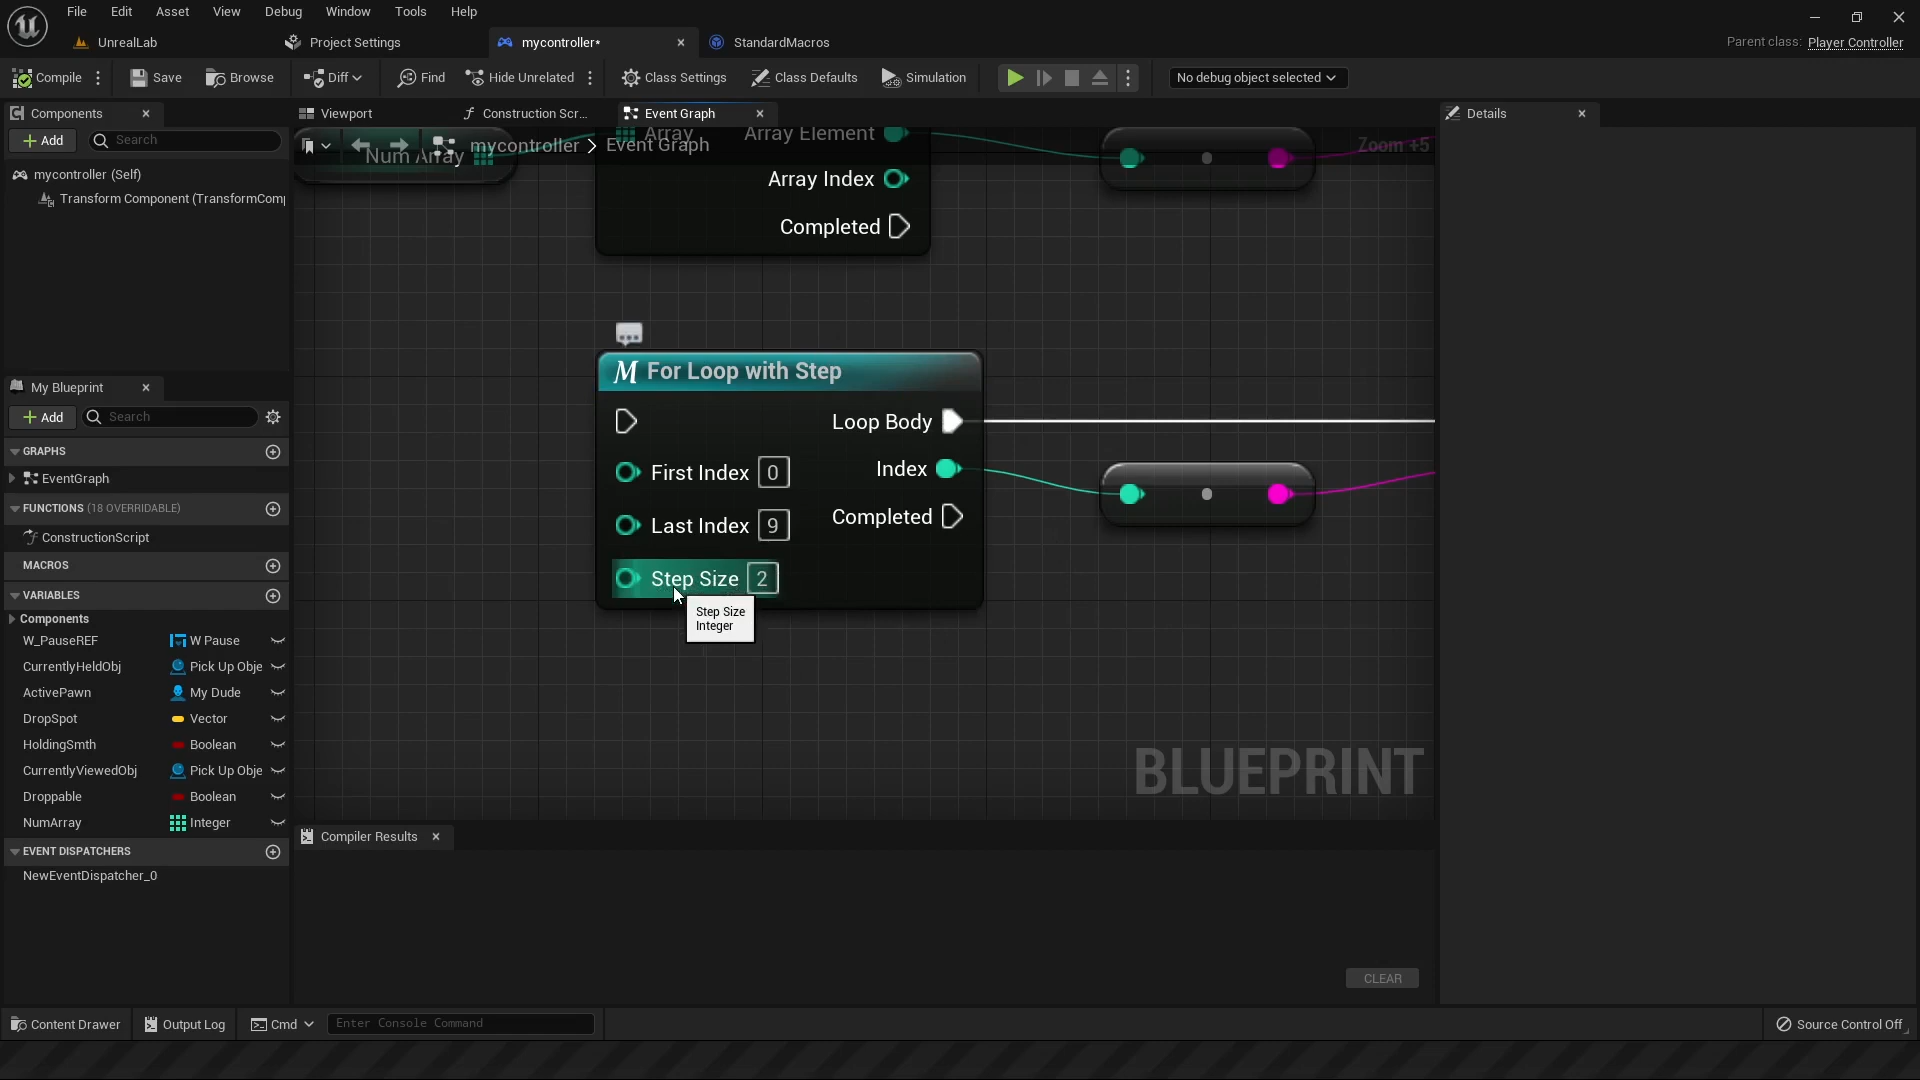 File Edit Asset View Debug Window Tools Help
UnrealLab Project Settings mycontroller* StandardMacros Parent class: Player Controller
Compile Save Browse Diff Find Hide Unrelated Class Settings Class Defaults Simulation No debug object selected
Components Viewport Construction Scr... Event Graph Details
Add Search
mycontroller > Event Graph
Zoom +5
Num Array
Array Array Element
Array Index
Completed
mycontroller (Self)
Transform Component (TransformComp
For Loop with Step
Loop Body
First Index 0 Index
Last Index 9 Completed
Step Size 2
Step Size
Integer
BLUEPRINT
My Blueprint
Add Search
GRAPHS
EventGraph
FUNCTIONS (18 OVERRIDABLE)
ConstructionScript
MACROS
VARIABLES
Components
W_PauseREF W Pause
CurrentlyHeldObj Pick Up Obje
ActivePawn My Dude
DropSpot Vector
HoldingSmth Boolean
CurrentlyViewedObj Pick Up Obje
Droppable Boolean
NumArray Integer
EVENT DISPATCHERS
NewEventDispatcher_0
Compiler Results
CLEAR
Content Drawer Output Log Cmd Enter Console Command Source Control Off